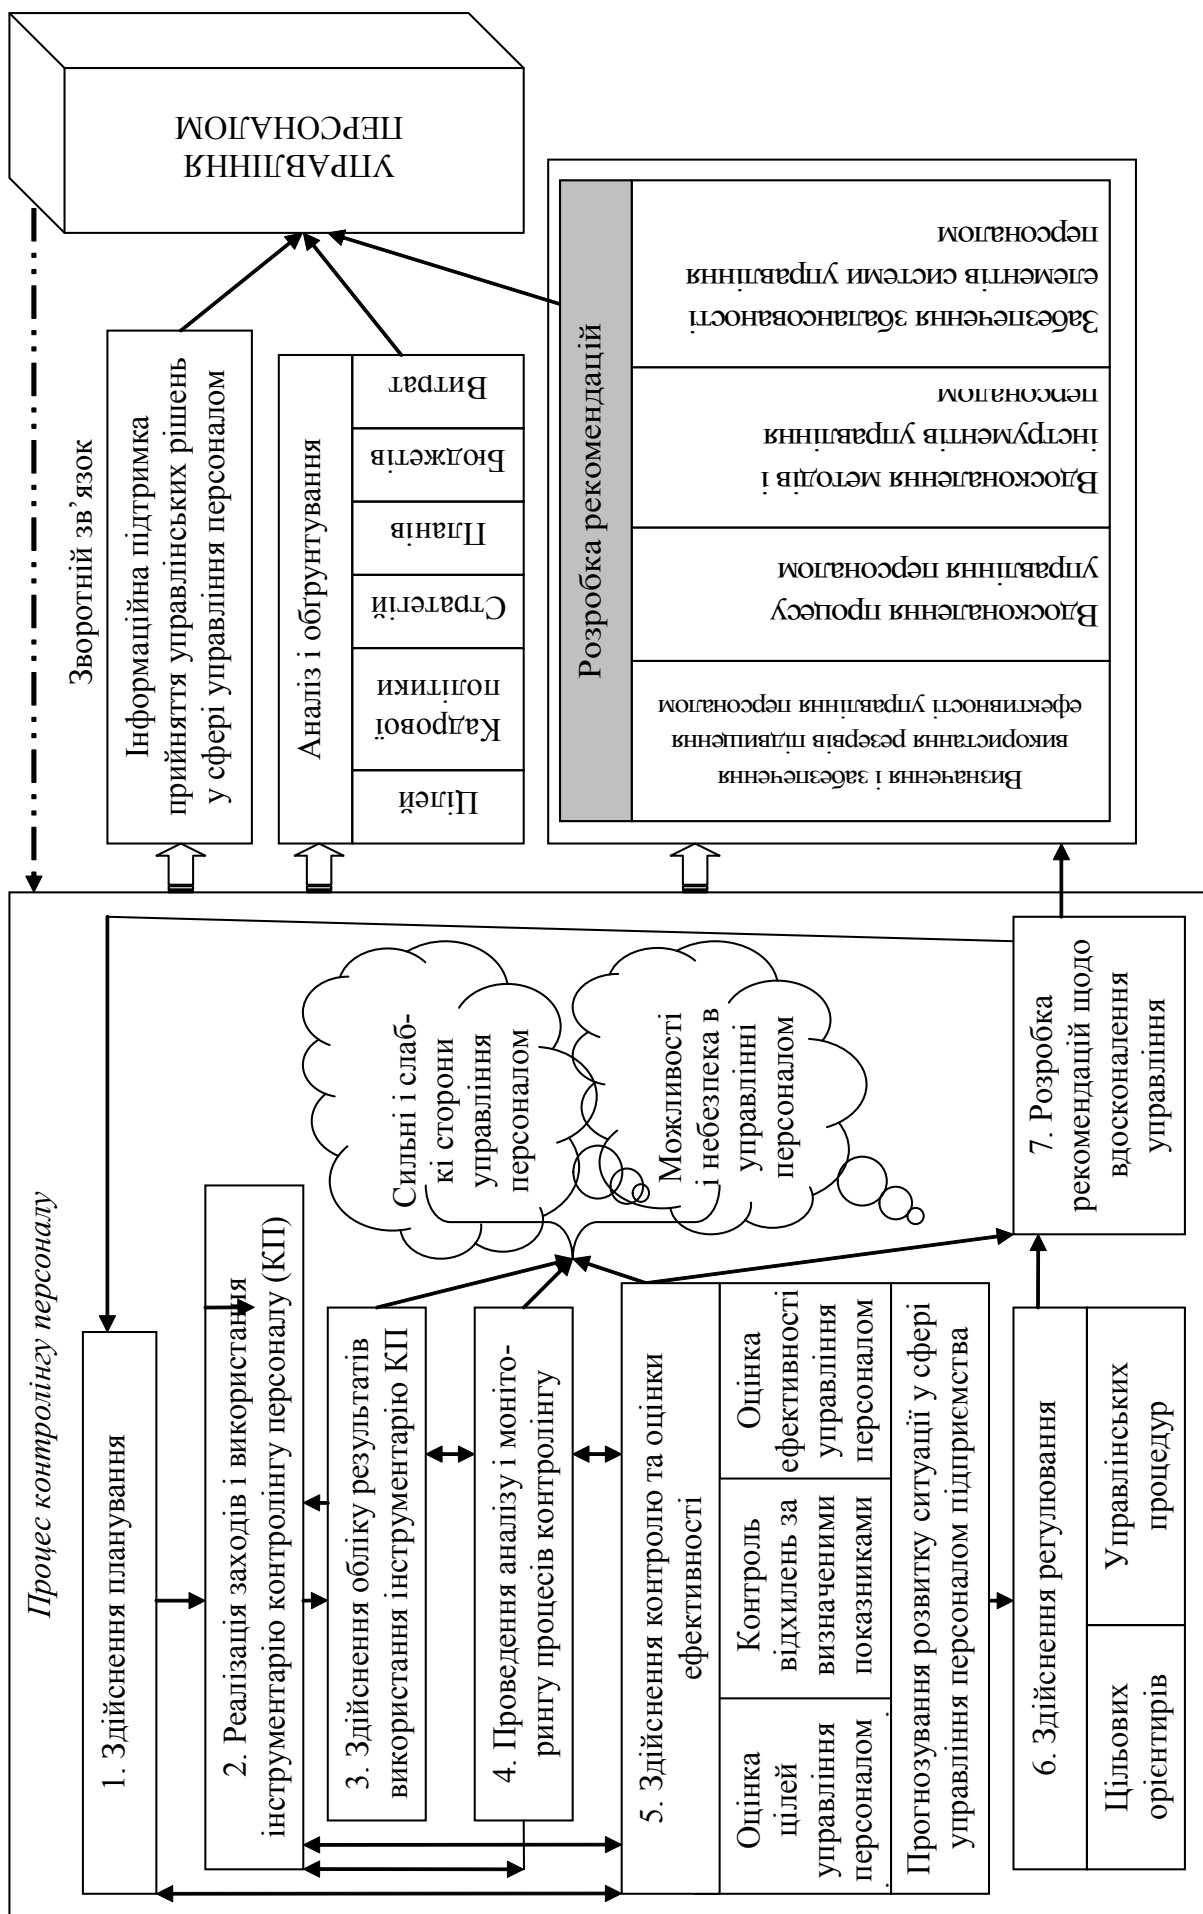 Процес контролінгу персоналу
1. Здійснення планування
2. Реалізація заходів і використання
інструментарію контролінгу персоналу (КП)
3. Здійснення обліку результатів
використання інструментарію КП
4. Проведення аналізу і моніто-
рингу процесів контролінгу
5. Здійснення контролю та оцінки
ефективності
Оцінка
цілей
управління
персоналом
Контроль
відхилень за
визначеними
показниками
Оцінка
ефективності
управління
персоналом
Прогнозування розвитку ситуації у сфері
управління персоналом підприємства
6. Здійснення регулювання
Цільових
орієнтирів
Управлінських
процедур
Сильні і слаб-
кі сторони
управління
персоналом
Можливості
і небезпека в
управлінні
персоналом
7. Розробка
рекомендацій щодо
вдосконалення
управління
Зворотній зв’язок
Інформаційна підтримка
прийняття управлінських рішень
у сфері управління персоналом
Аналіз і обґрунтування
Цілей
Кадрової
політики
Стратегій
Планів
Бюджетів
Витрат
Розробка рекомендацій
Визначення і забезпечення
використання резервів підвищення
ефективності управління персоналом
Вдосконалення процесу
управління персоналом
Вдосконалення методів і
інструментів управління
персоналом
Забезпечення збалансованості
елементів системи управління
персоналом
УПРАВЛІННЯ
ПЕРСОНАЛОМ